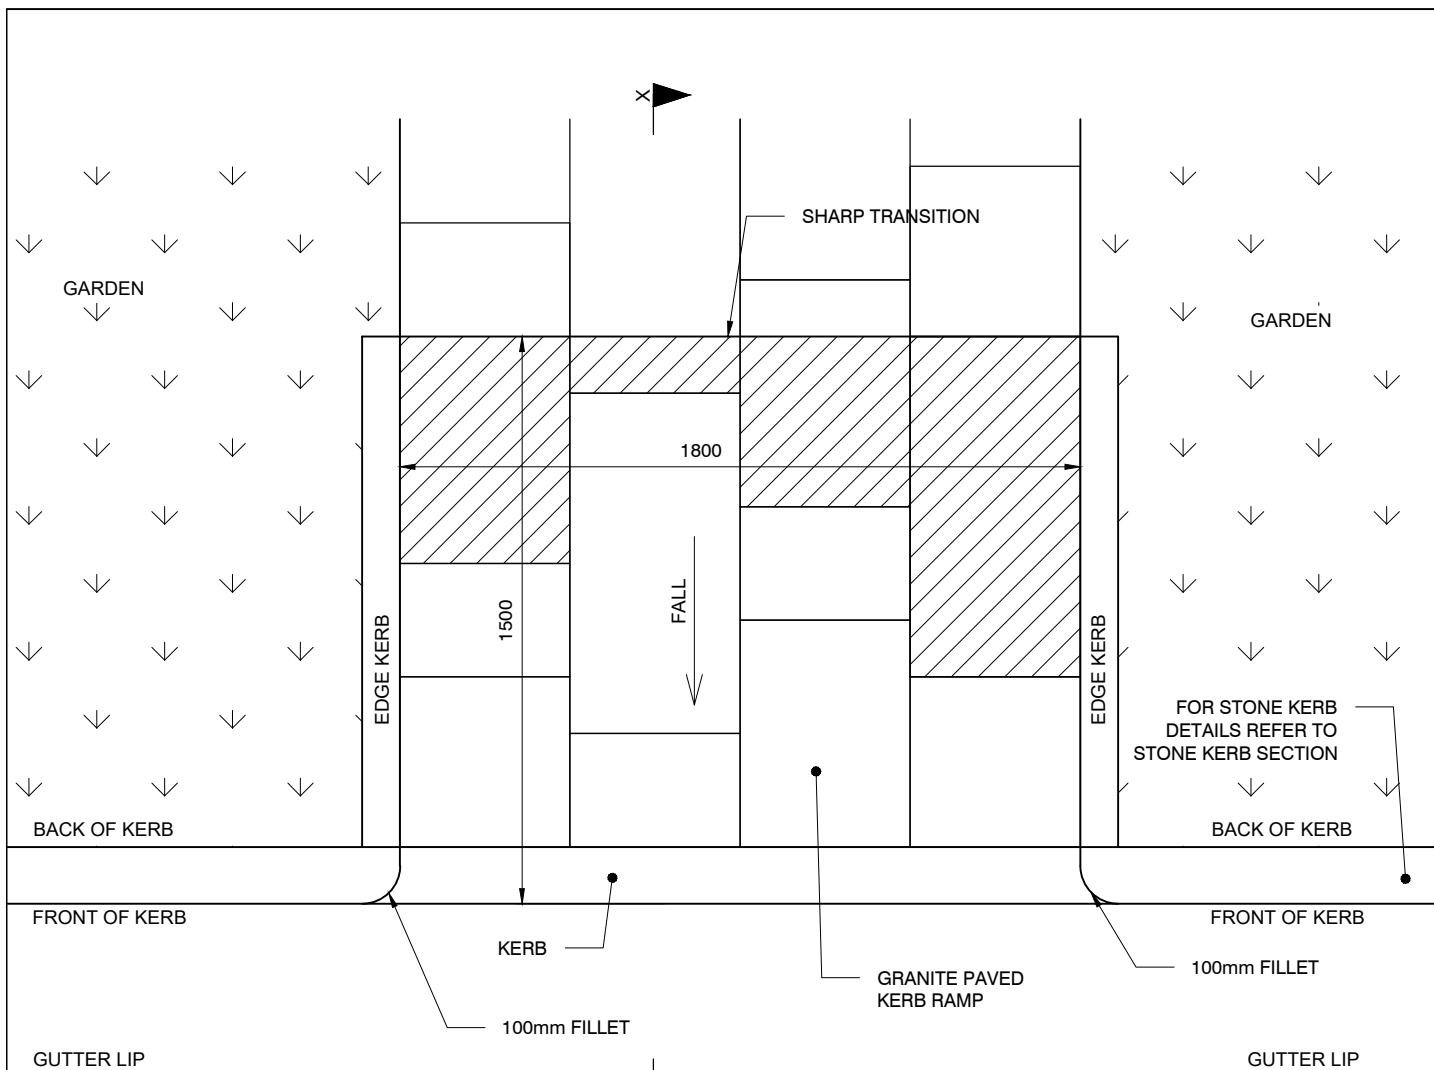 X
SHARP TRANSITION
GARDEN
GARDEN
1800
1500
FALL
EDGE KERB
EDGE KERB
FOR STONE KERB
DETAILS REFER TO
STONE KERB SECTION
BACK OF KERB
BACK OF KERB
FRONT OF KERB
FRONT OF KERB
KERB
GRANITE PAVED
KERB RAMP
100mm FILLET
100mm FILLET
GUTTER LIP
GUTTER LIP